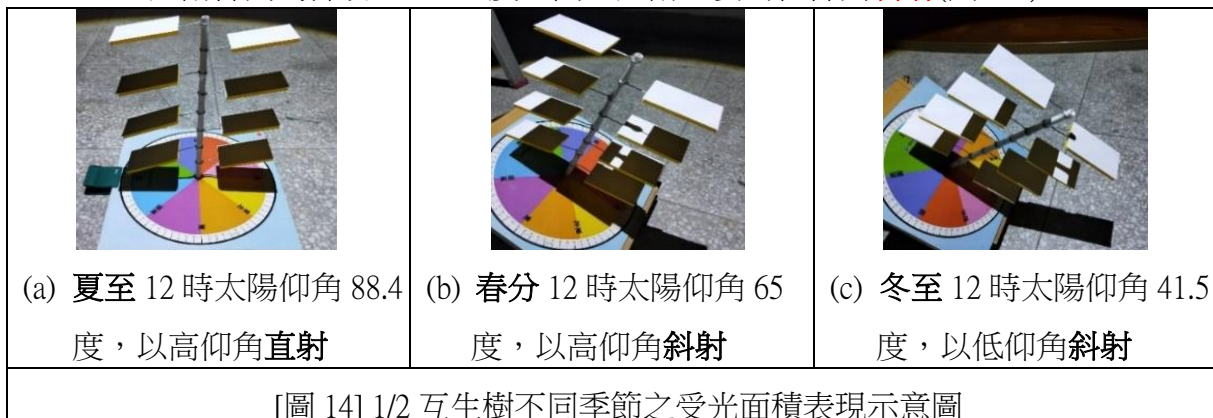 (a) 夏至 12 時太陽仰角 88.4
度，以高仰角直射
(b) 春分 12 時太陽仰角 65
度，以高仰角斜射
(c) 冬至 12 時太陽仰角 41.5
度，以低仰角斜射
[圖 14] 1/2 互生樹不同季節之受光面積表現示意圖